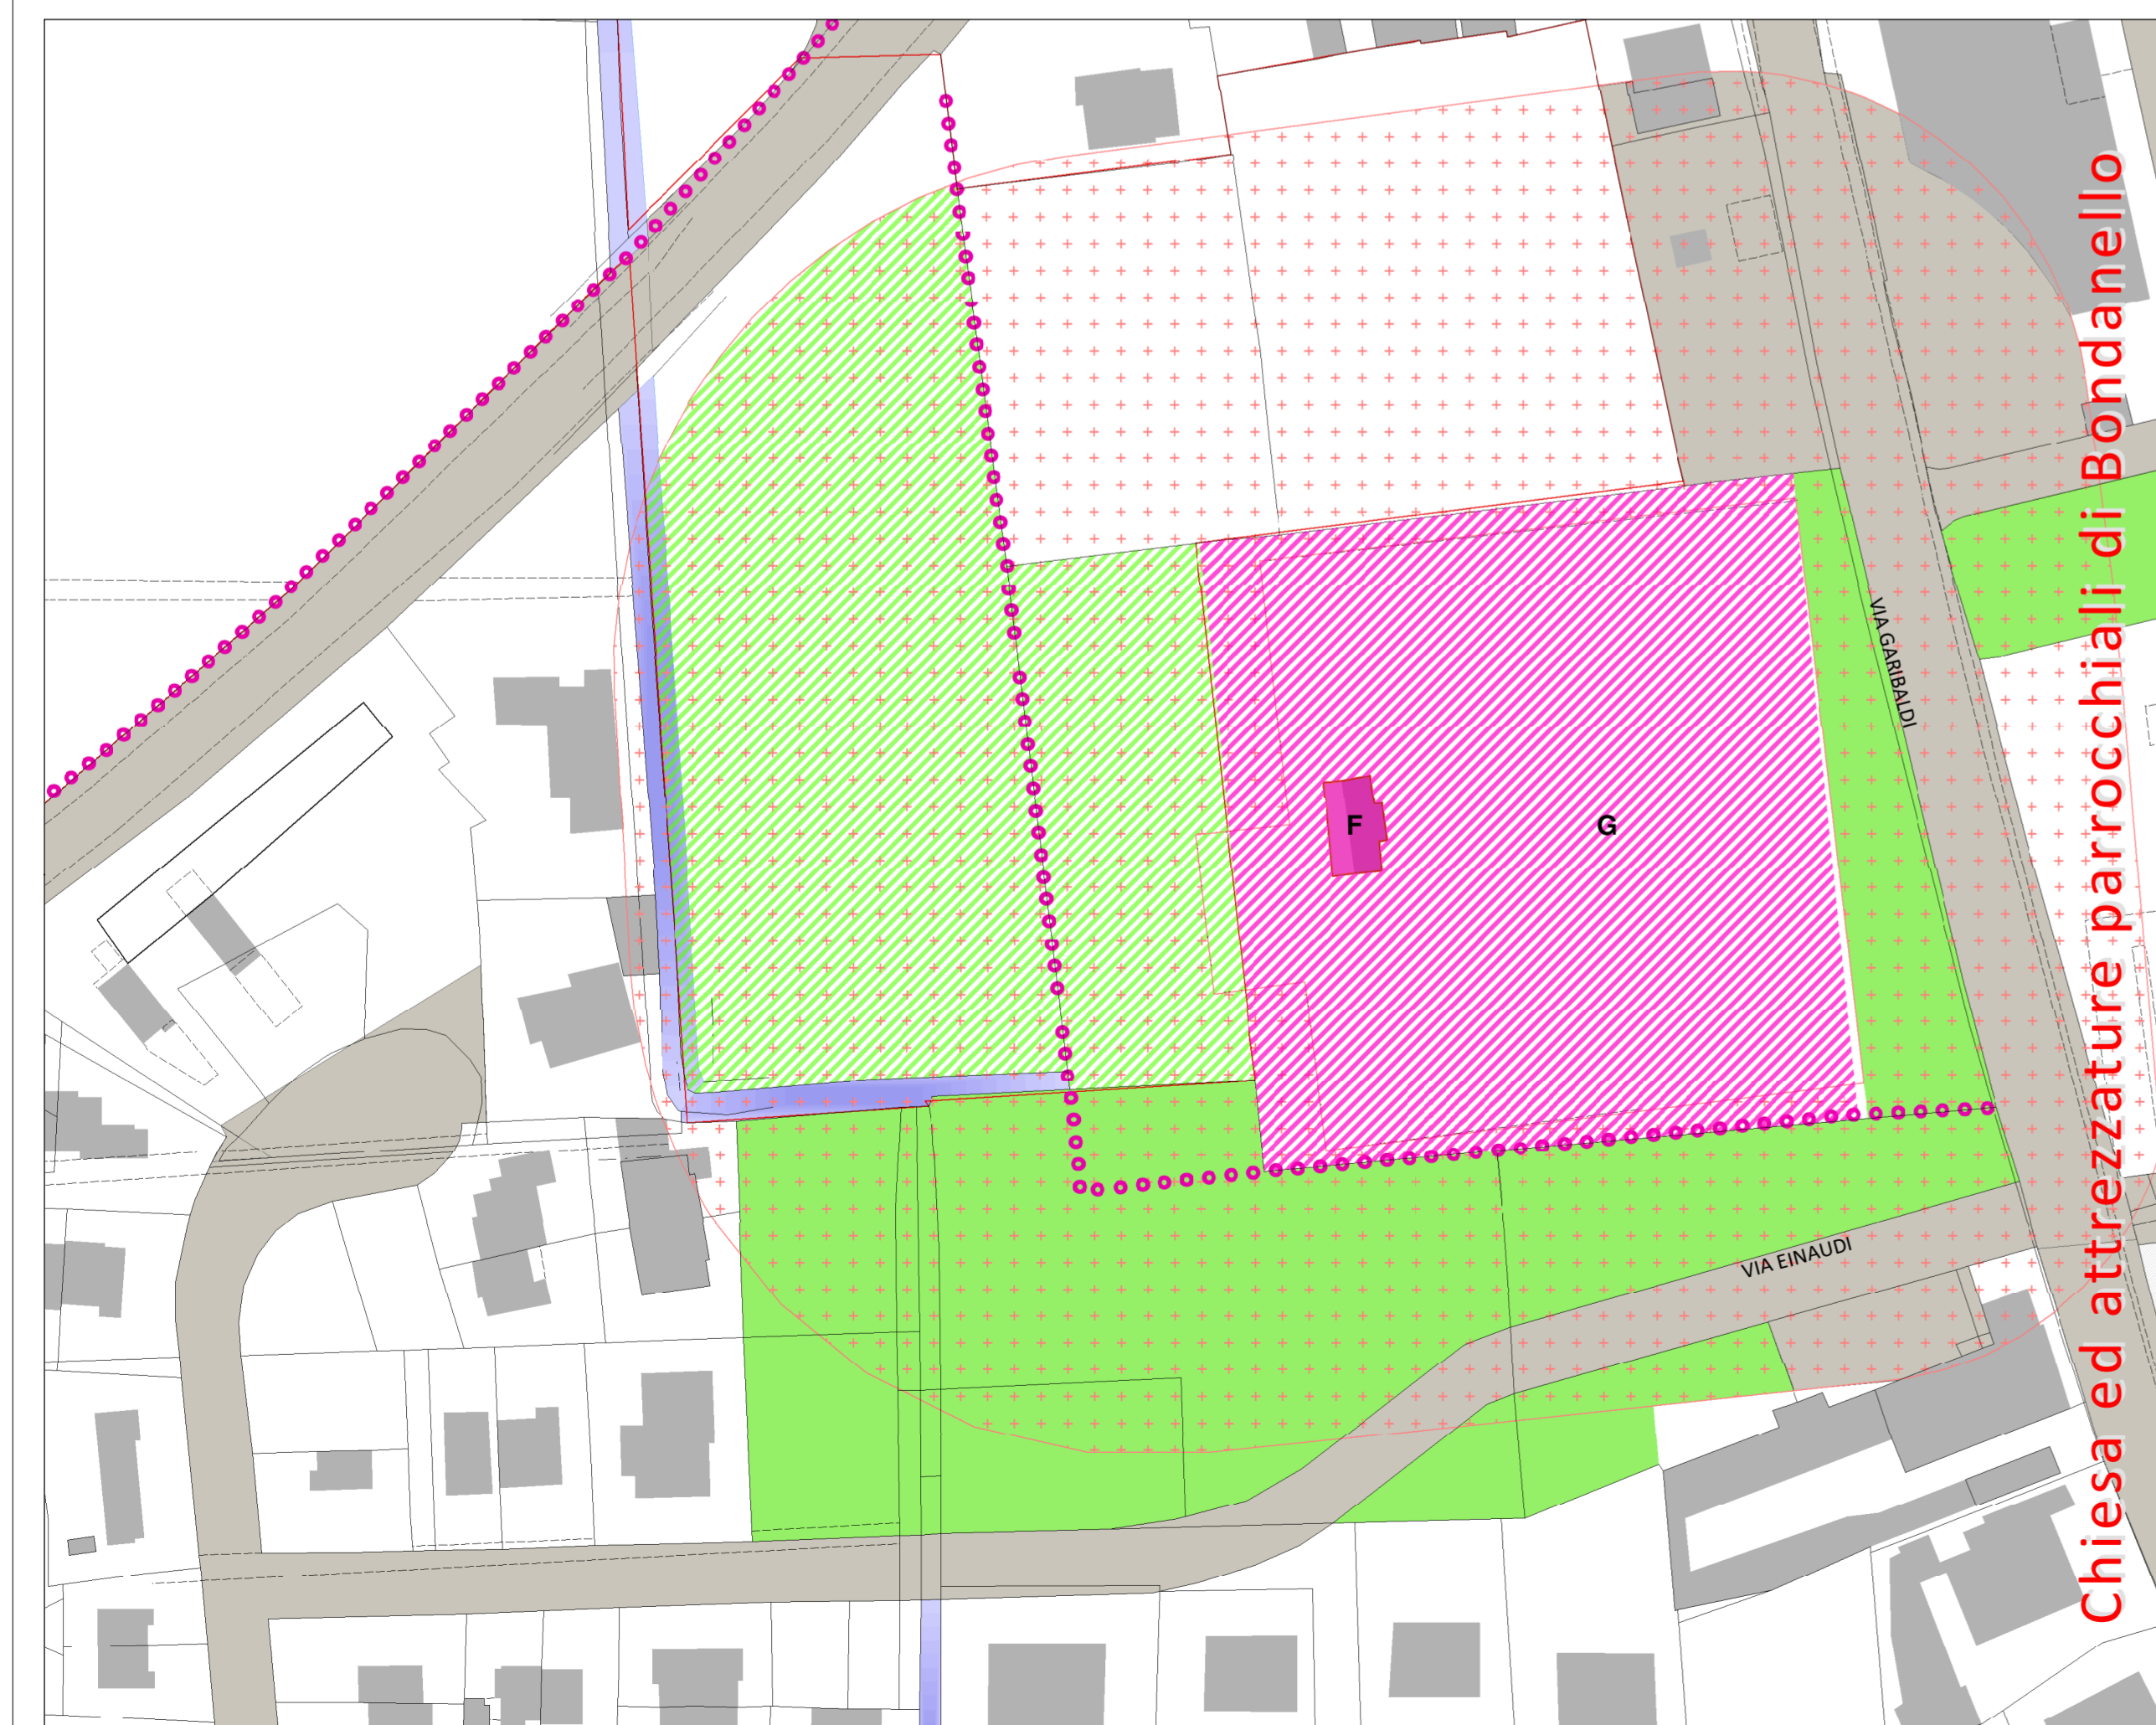 VIA GARIBALDI
F
G
VIA EINAUDI
Chiesa ed attrezzature parrocchiali di Bondanello